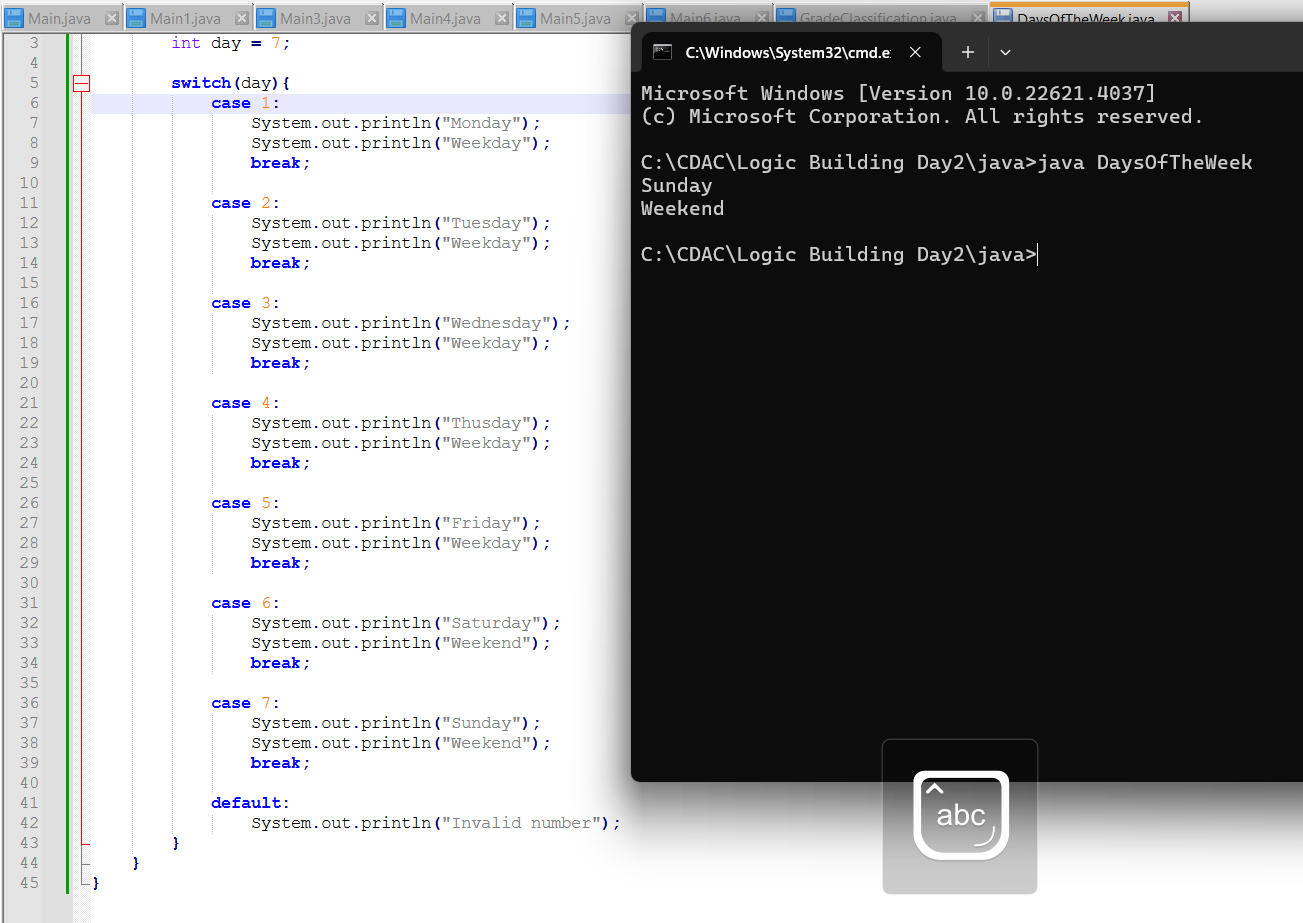 Main.java Main1.java Main3.java Main4.java Main5.java Main6.java GradeClassification.java DaysOfTheWeek.java
3 int day = 7;
4
5 switch(day){
6 case 1:
7 System.out.println("Monday");
8 System.out.println("Weekday");
9 break;
10
11 case 2:
12 System.out.println("Tuesday");
13 System.out.println("Weekday");
14 break;
15
16 case 3:
17 System.out.println("Wednesday");
18 System.out.println("Weekday");
19 break;
20
21 case 4:
22 System.out.println("Thusday");
23 System.out.println("Weekday");
24 break;
25
26 case 5:
27 System.out.println("Friday");
28 System.out.println("Weekday");
29 break;
30
31 case 6:
32 System.out.println("Saturday");
33 System.out.println("Weekend");
34 break;
35
36 case 7:
37 System.out.println("Sunday");
38 System.out.println("Weekend");
39 break;
40
41 default:
42 System.out.println("Invalid number");
43 }
44 }
45 }
C:\Windows\System32\cmd.e
Microsoft Windows [Version 10.0.22621.4037]
(c) Microsoft Corporation. All rights reserved.
C:\CDAC\Logic Building Day2\java>java DaysOfTheWeek
Sunday
Weekend
C:\CDAC\Logic Building Day2\java>
abc